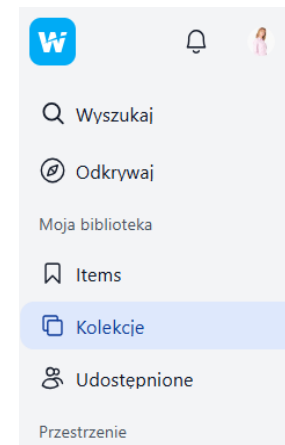 W
Wyszukaj
Odkrywaj
Moja biblioteka
Items
Kolekcje
Udostępnione
Przestrzenie